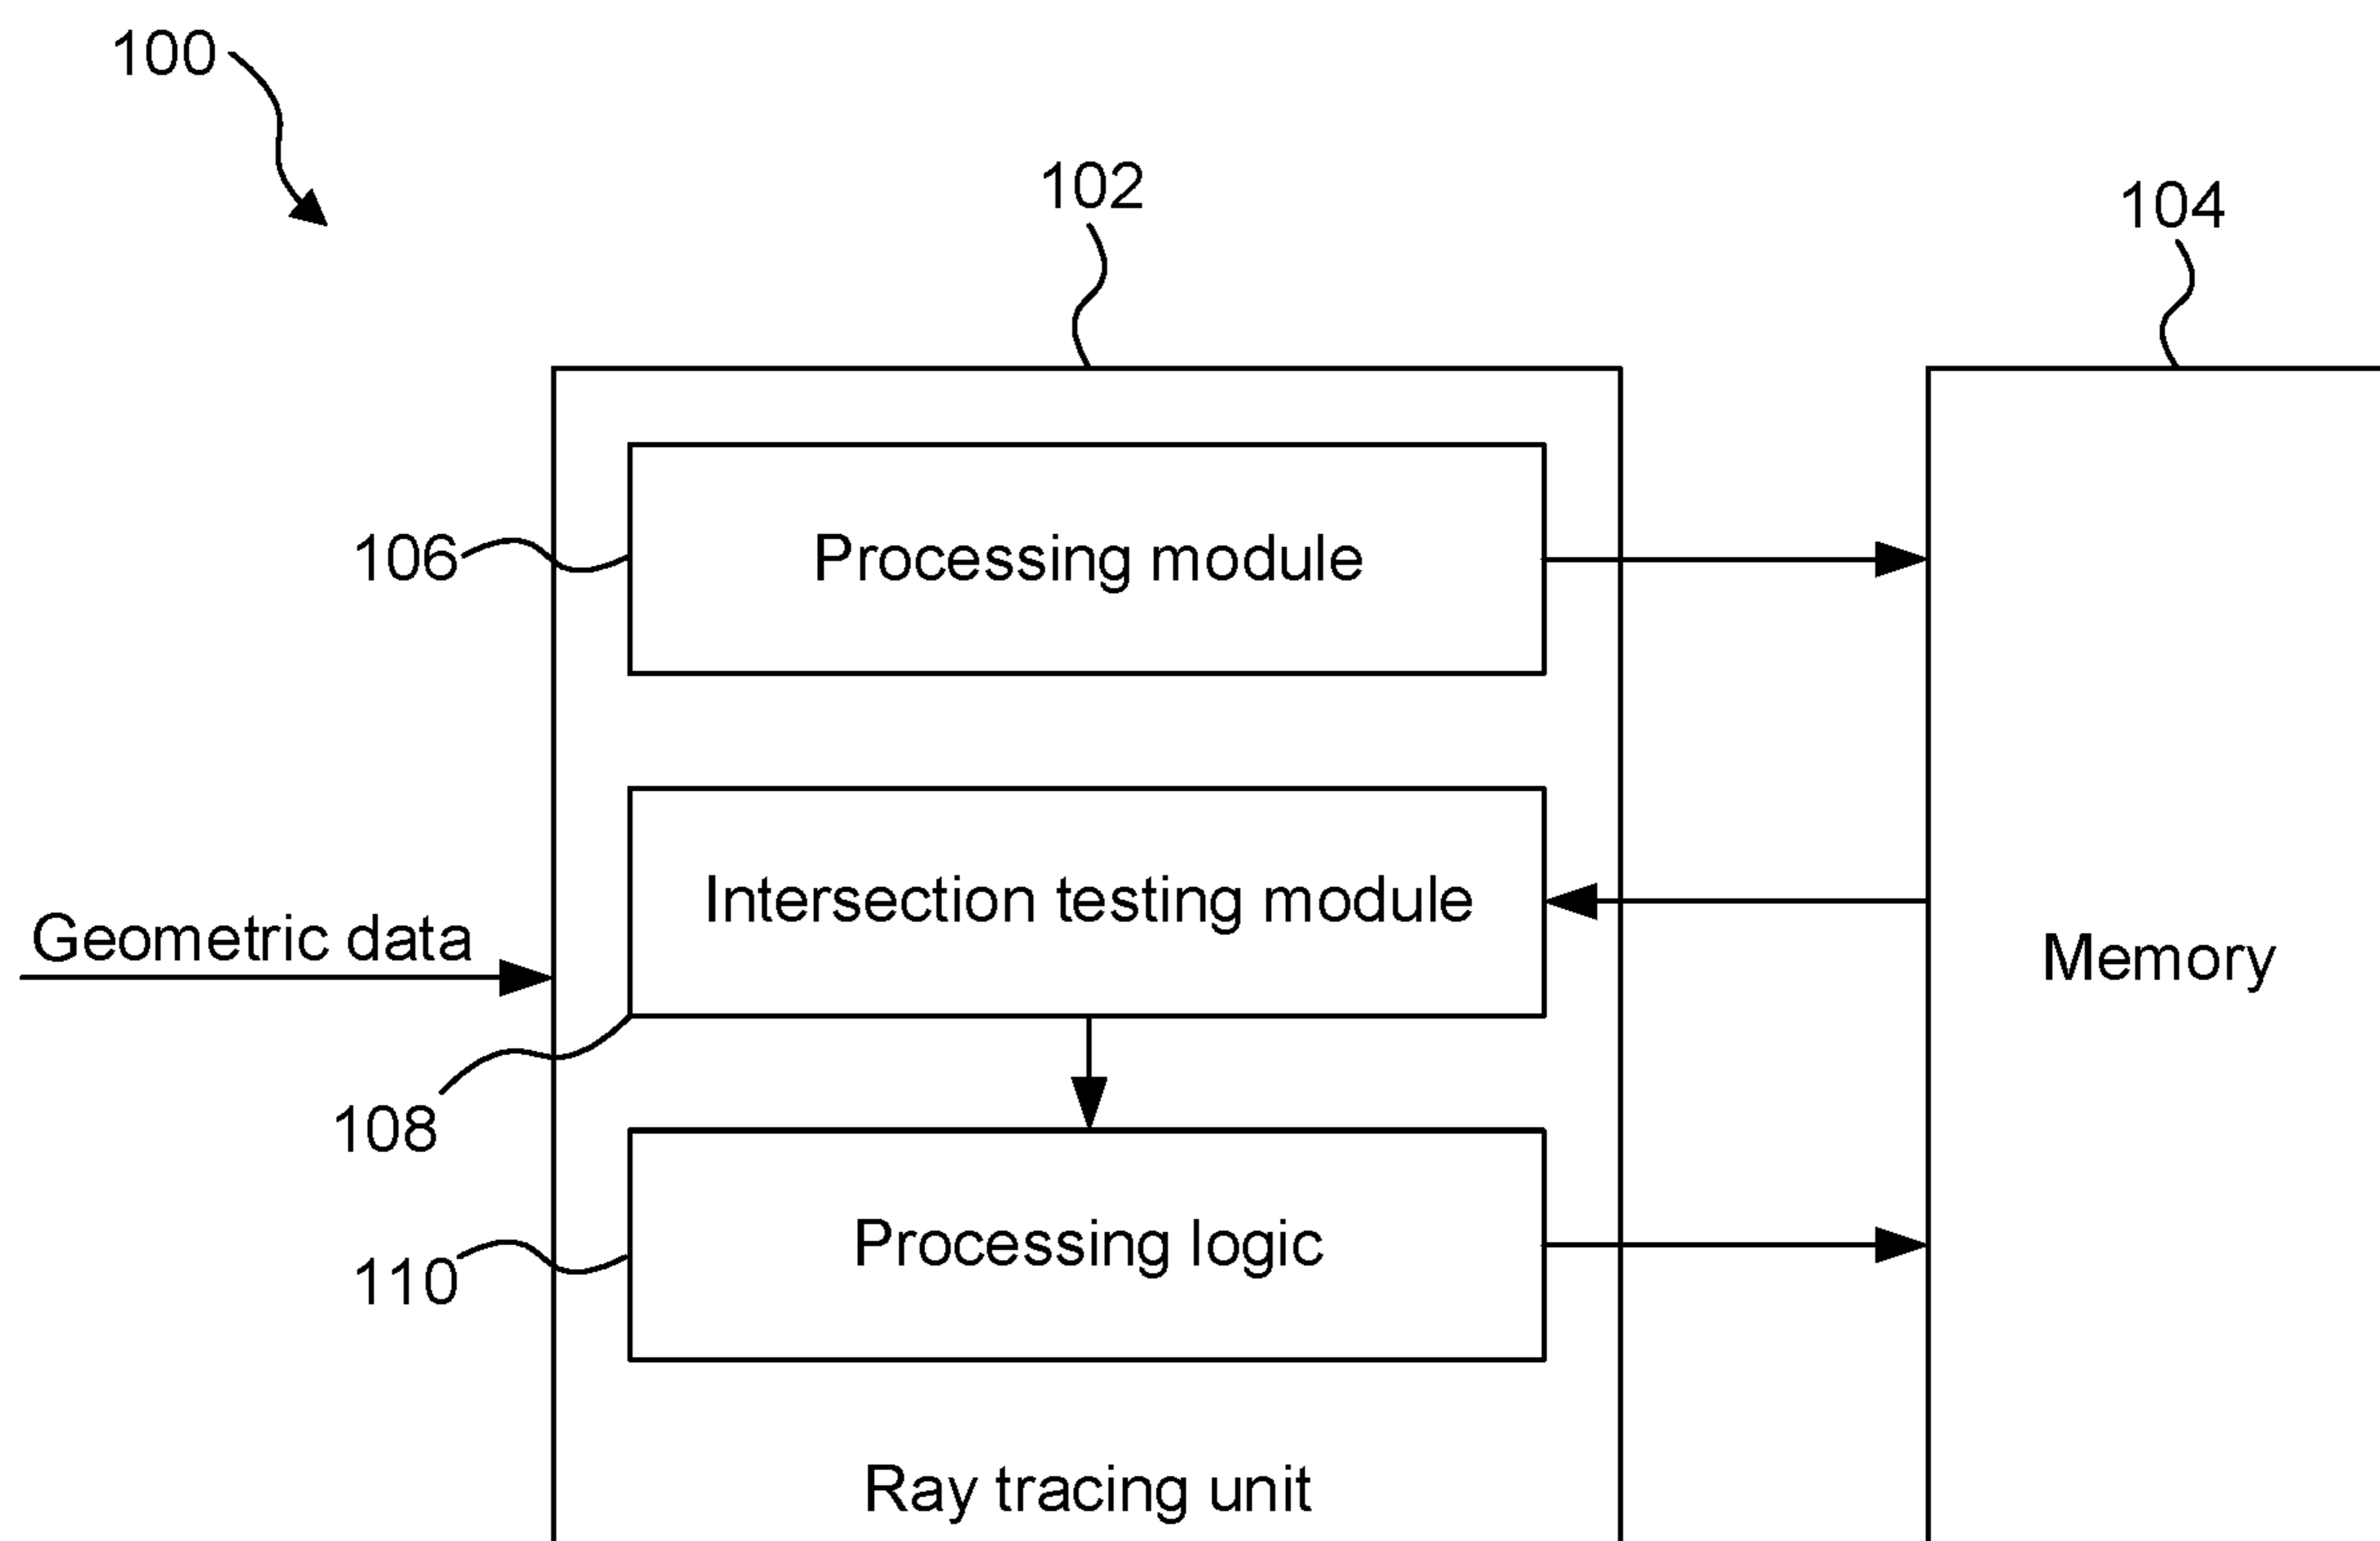 100
102
104
106
Processing module
Intersection testing module
Geometric data
Memory
108
Processing logic
110
Ray tracing unit